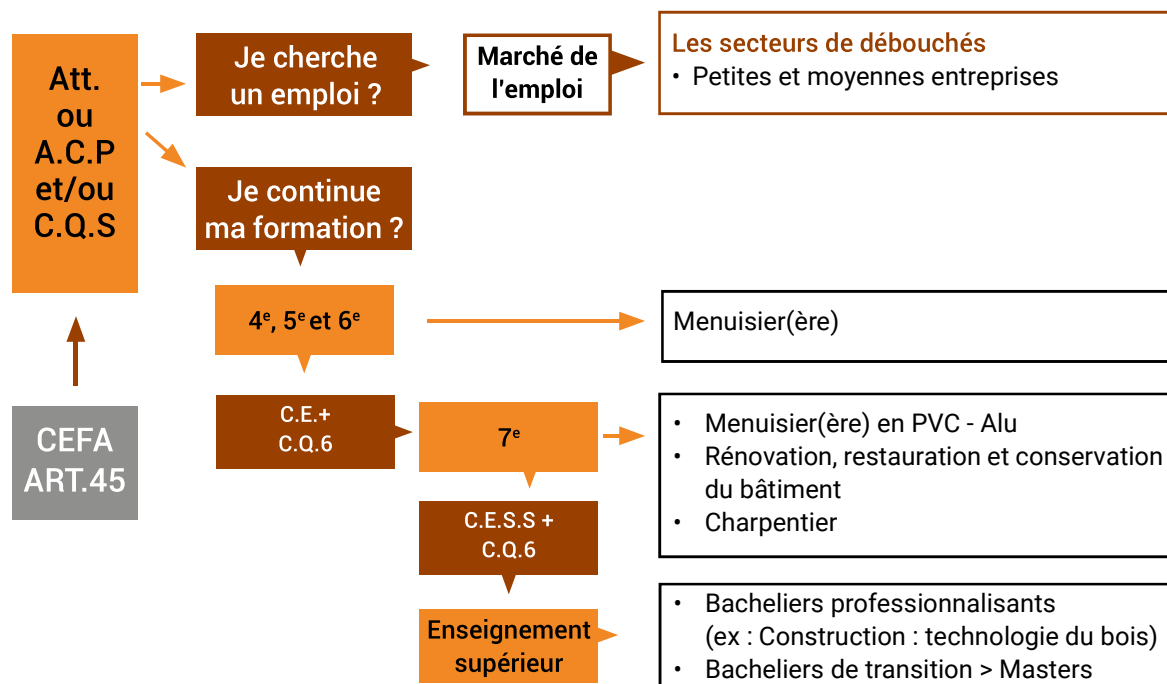 Att.
ou
A.C.P
et/ou
C.Q.S
Je cherche
un emploi ?
Marché de
l'emploi
Les secteurs de débouchés
• Petites et moyennes entreprises
Je continue
ma formation ?
4e, 5e et 6e
Menuisier(ère)
CEFA
ART.45
C.E.+
C.Q.6
7e
• Menuisier(ère) en PVC - Alu
• Rénovation, restauration et conservation
du bâtiment
• Charpentier
C.E.S.S +
C.Q.6
Enseignement
supérieur
• Bacheliers professionnalisants
(ex : Construction : technologie du bois)
• Bacheliers de transition > Masters